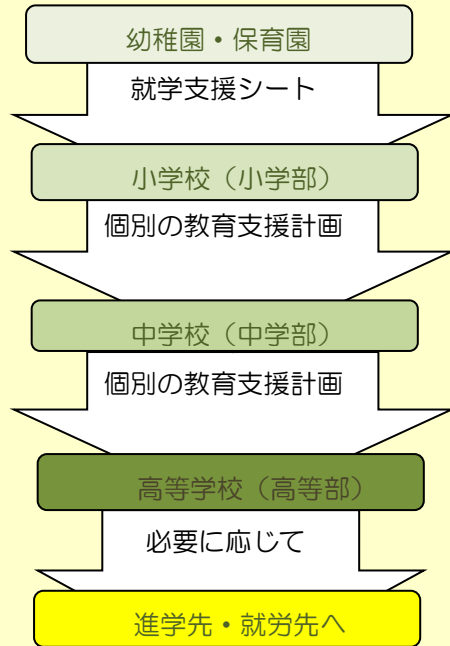 幼稚園・保育園
就学支援シート
小学校（小学部）
個別の教育支援計画
中学校（中学部）
個別の教育支援計画
高等学校（高等部）
必要に応じて
進学先・就労先へ